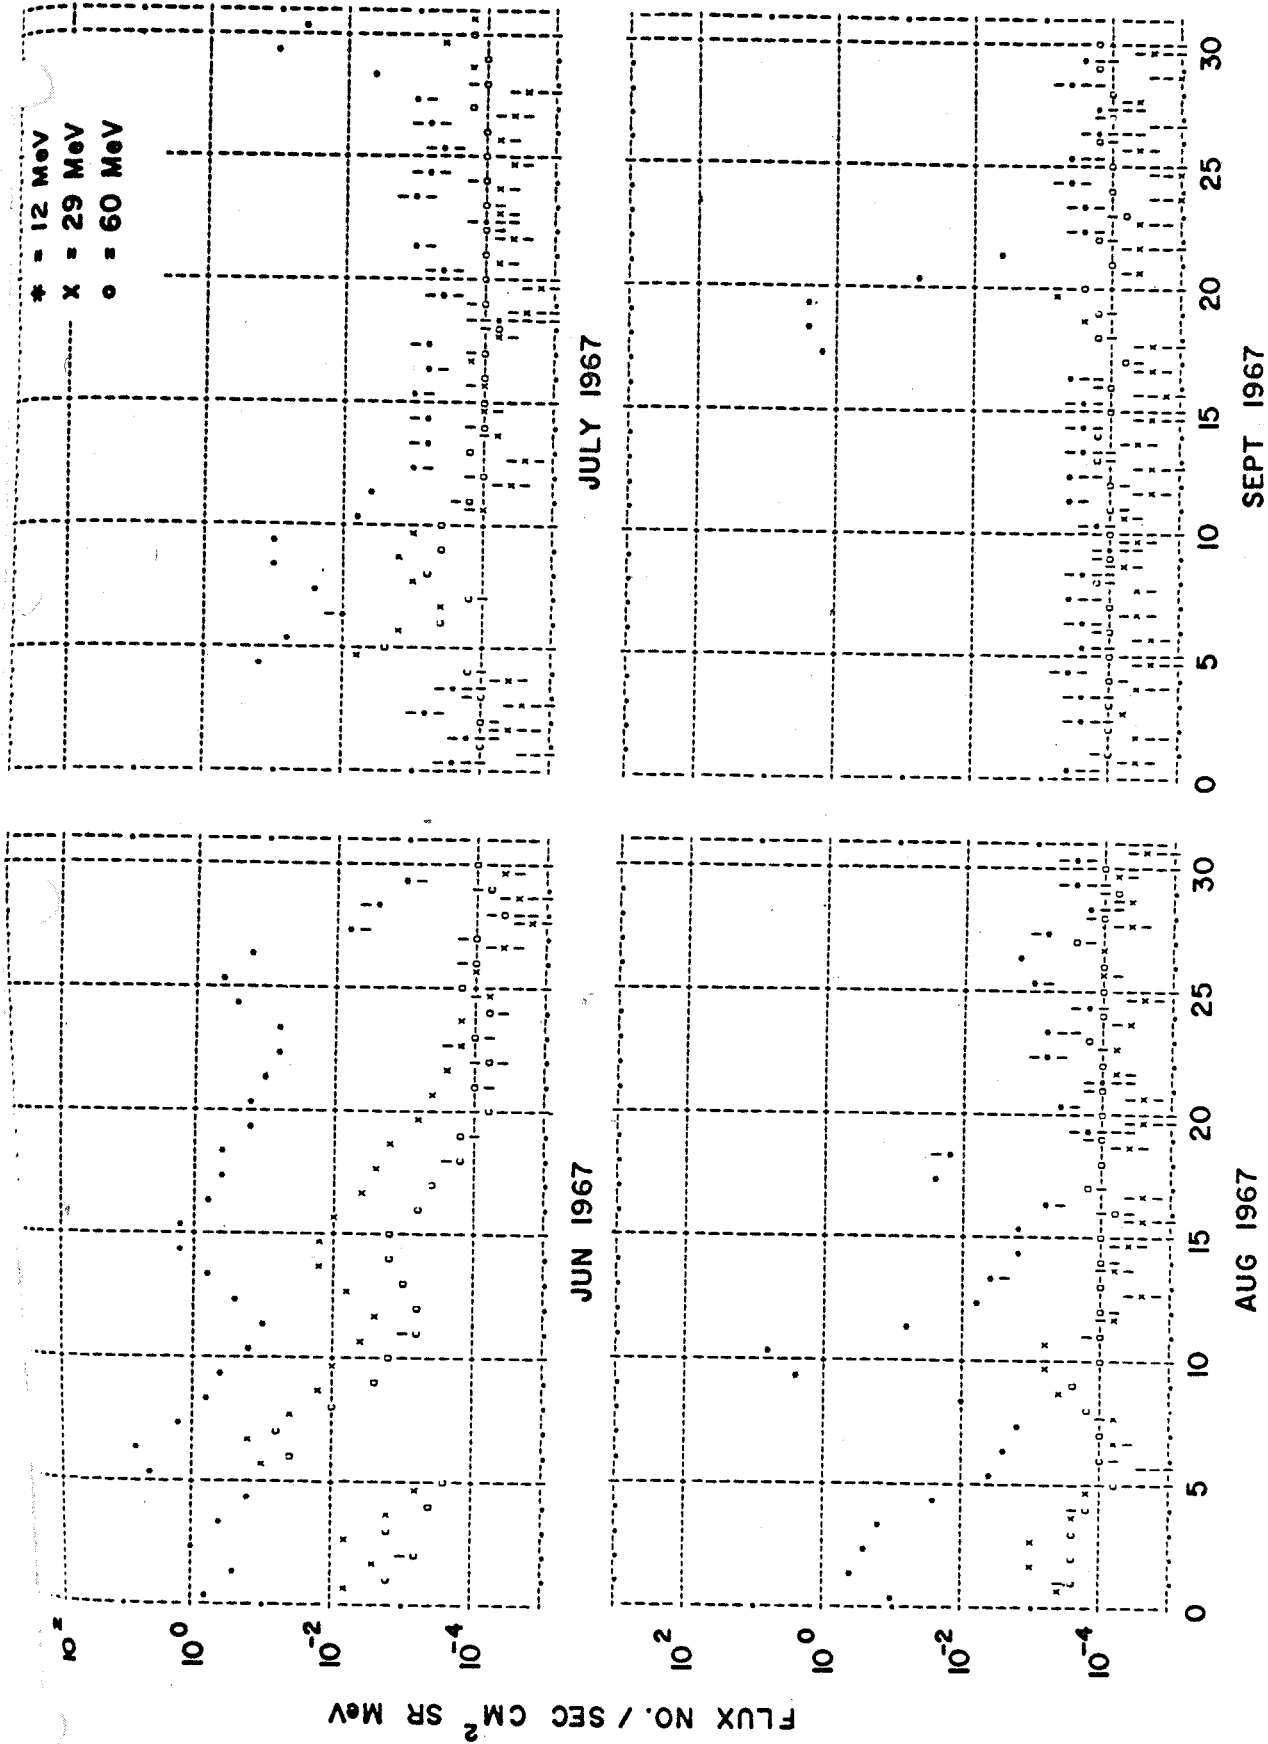 * = 12 MeV
x = 29 MeV
o = 60 MeV
10²
10⁰
10⁻²
10⁻⁴
JUN 1967
JULY 1967
FLUX NO. / SEC CM² SR MeV
10²
10⁰
10⁻²
10⁻⁴
0 5 10 15 20 25 30
0 5 10 15 20 25 30
AUG 1967
SEPT 1967